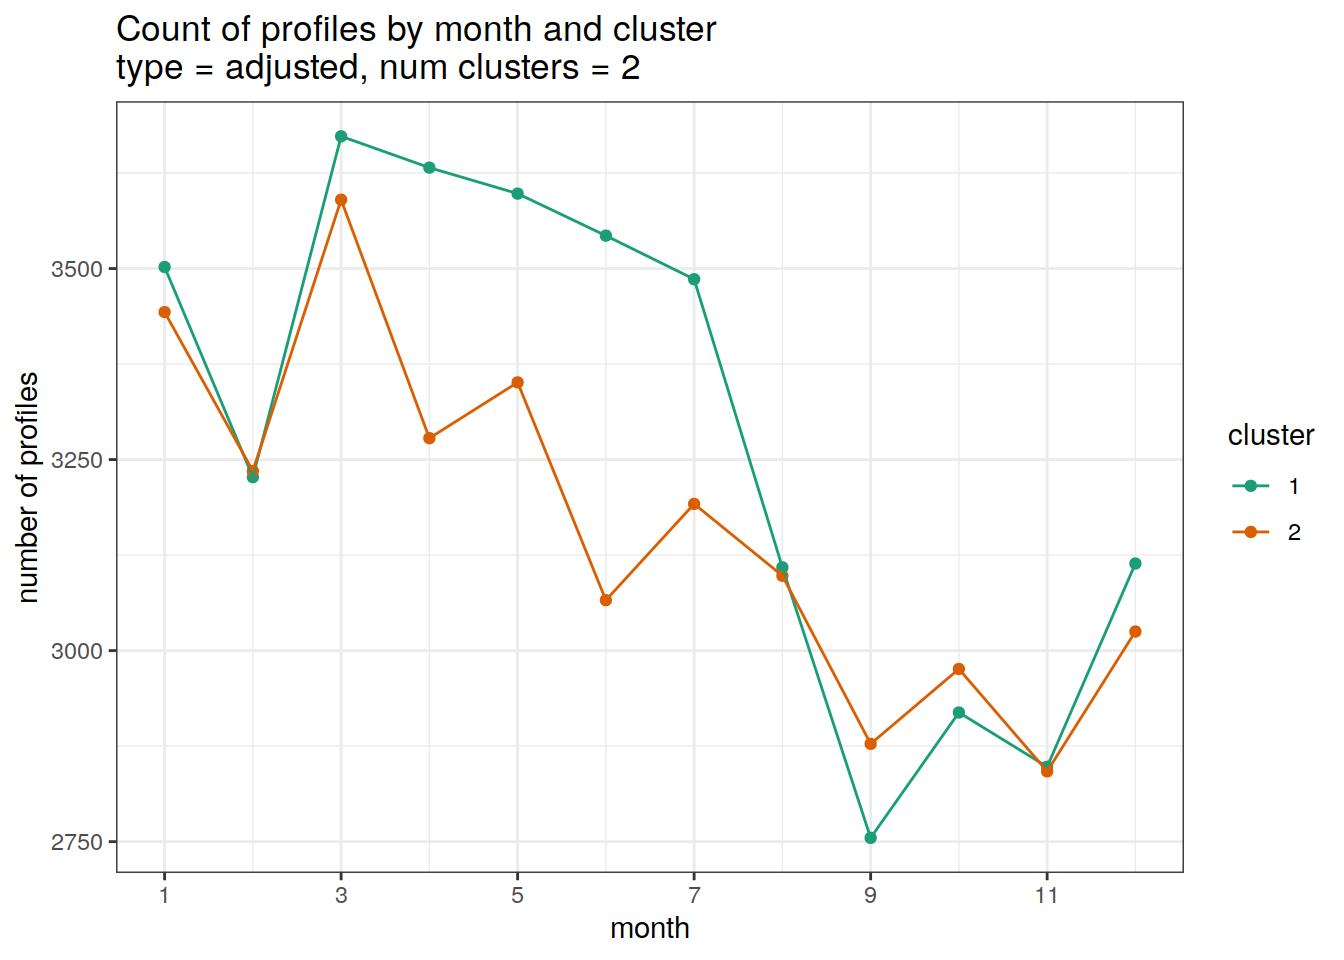 Count of profiles by month and cluster
type = adjusted, num clusters = 2
number of profiles
3500
3250
3000
2750
1 3 5 7 9 11
month
cluster
1
2